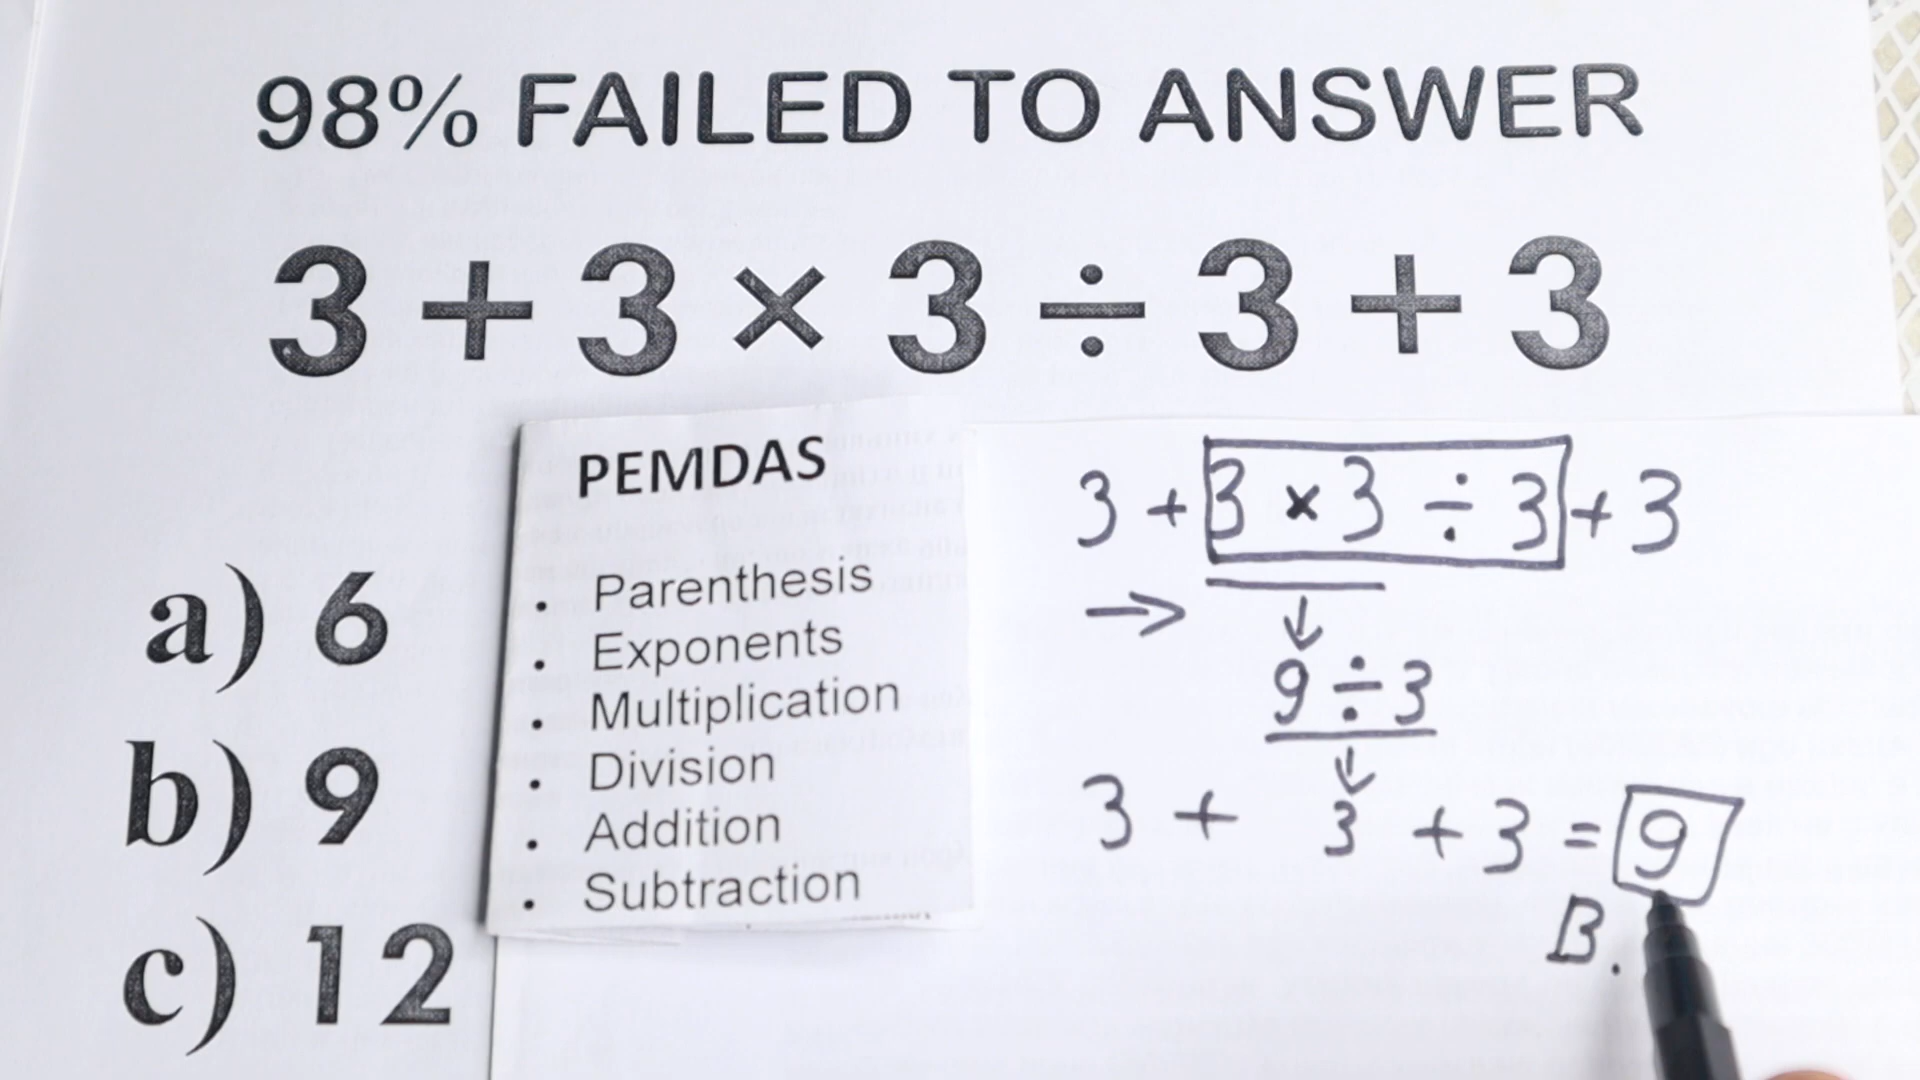 98% FAILED TO ANSWER
3 + 3 × 3 ÷ 3 + 3
a) 6
b) 9
c) 12
PEMDAS
• Parenthesis
• Exponents
• Multiplication
• Division
• Addition
• Subtraction
3 + 3 × 3 ÷ 3 + 3
→ ↓
9 ÷ 3
↓
3 + 3 + 3 = 9
B.